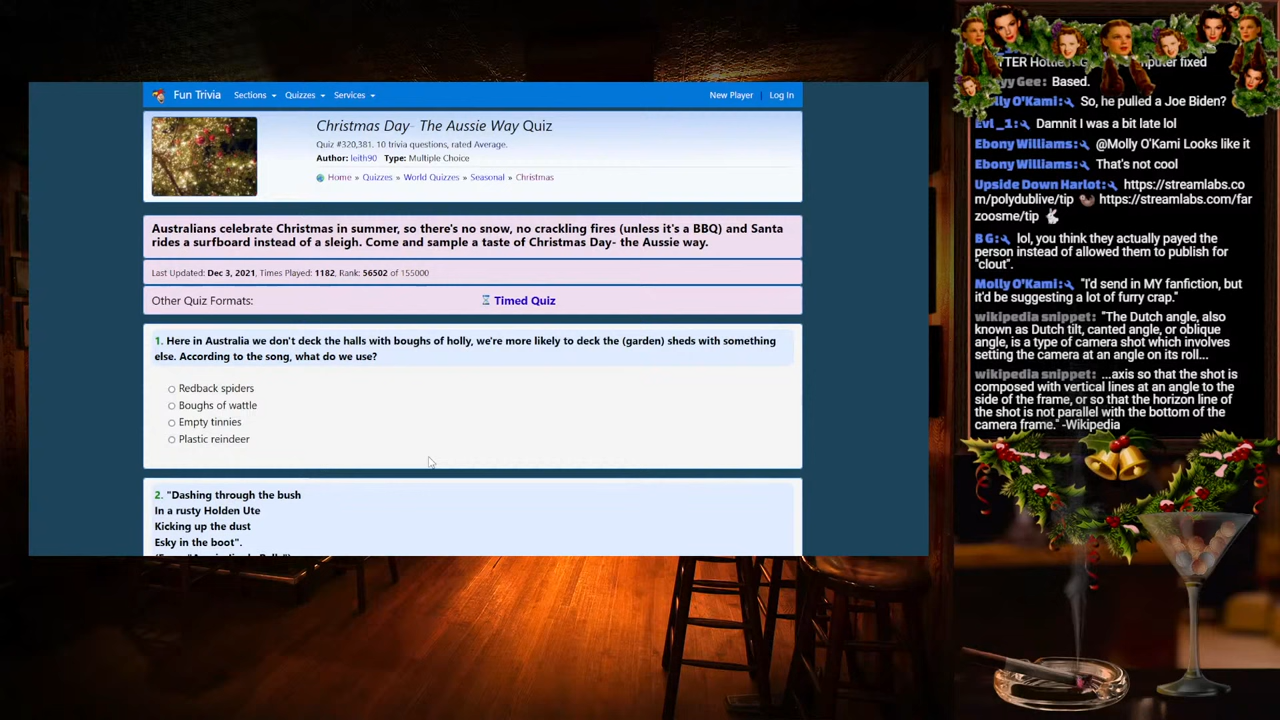 Fun Trivia
Sections
Quizzes
Services
New Player | Log In
Christmas Day- The Aussie Way Quiz
Quiz #320,381. 10 trivia questions, rated Average.
Author: leith90 Type: Multiple Choice
Home » Quizzes » World Quizzes » Seasonal » Christmas
Australians celebrate Christmas in summer, so there's no snow, no crackling fires (unless it's a BBQ) and Santa
rides a surfboard instead of a sleigh. Come and sample a taste of Christmas Day- the Aussie way.
Last Updated: Dec 3, 2021, Times Played: 1182, Rank: 56502 of 155000
Other Quiz Formats:
Timed Quiz
1. Here in Australia we don't deck the halls with boughs of holly, we're more likely to deck the (garden) sheds with something
else. According to the song, what do we use?
Redback spiders
Boughs of wattle
Empty tinnies
Plastic reindeer
2. "Dashing through the bush
In a rusty Holden Ute
Kicking up the dust
Esky in the boot".
fixed
Based.
O'Kami: So, he pulled a Joe Biden?
Evl_1: Damnit I was a bit late lol
Ebony Williams: @Molly O'Kami Looks like it
Ebony Williams: That's not cool
Upside Down Harlot: https://streamlabs.co
m/polydublive/tip https://streamlabs.com/far
zoosme/tip
B G: lol, you think they actually payed the
person instead of allowed them to publish for
"clout".
Molly O'Kami: "I'd send in MY fanfiction, but
it'd be suggesting a lot of furry crap."
wikipedia snippet: "The Dutch angle, also
known as Dutch tilt, canted angle, or oblique
angle, is a type of camera shot which involves
setting the camera at an angle on its roll...
wikipedia snippet: ...axis so that the shot is
composed with vertical lines at an angle to the
side of the frame, or so that the horizon line of
the shot is not parallel with the bottom of the
camera frame." -Wikipedia